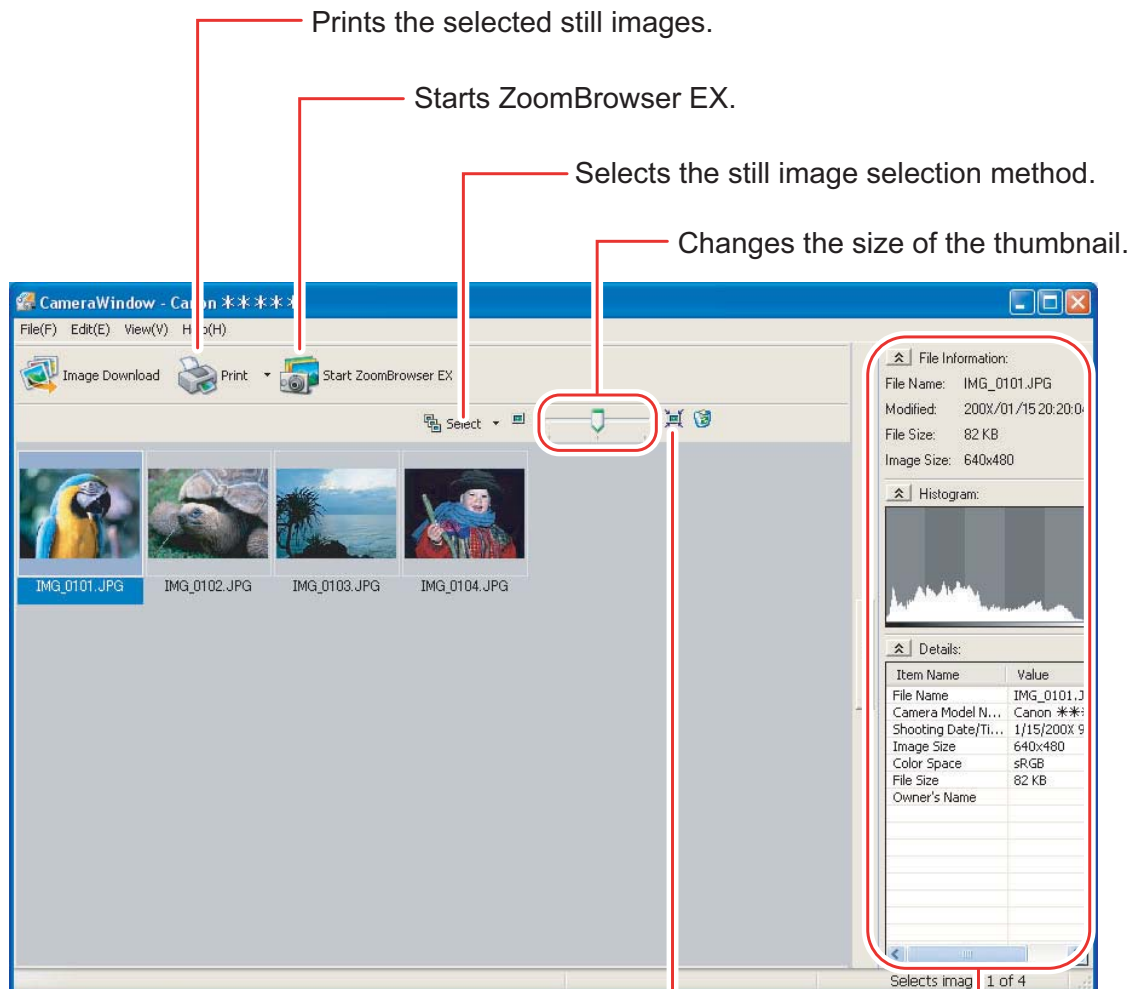 Prints the selected still images.
Starts ZoomBrowser EX.
Selects the still image selection method.
Changes the size of the thumbnail.
CameraWindow - Canon *****
File(F) Edit(E) View(V) Help(H)
Image Download Print Start ZoomBrowser EX
Select
IMG_0101.JPG IMG_0102.JPG IMG_0103.JPG IMG_0104.JPG
File Information:
File Name: IMG_0101.JPG
Modified: 200X/01/15 20:20:0
File Size: 82 KB
Image Size: 640x480
Histogram:
Details:
Item Name Value
File Name IMG_0101.J
Camera Model N... Canon **
Shooting Date/Ti... 1/15/200X 9
Image Size 640x480
Color Space sRGB
File Size 82 KB
Owner's Name
Selects imag 1 of 4